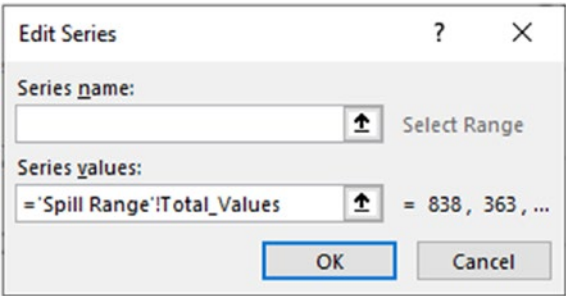 Edit Series ? ×
Series name:
Select Range
Series values:
='Spill Range'!Total_Values = 838 , 363 , ...
OK Cancel